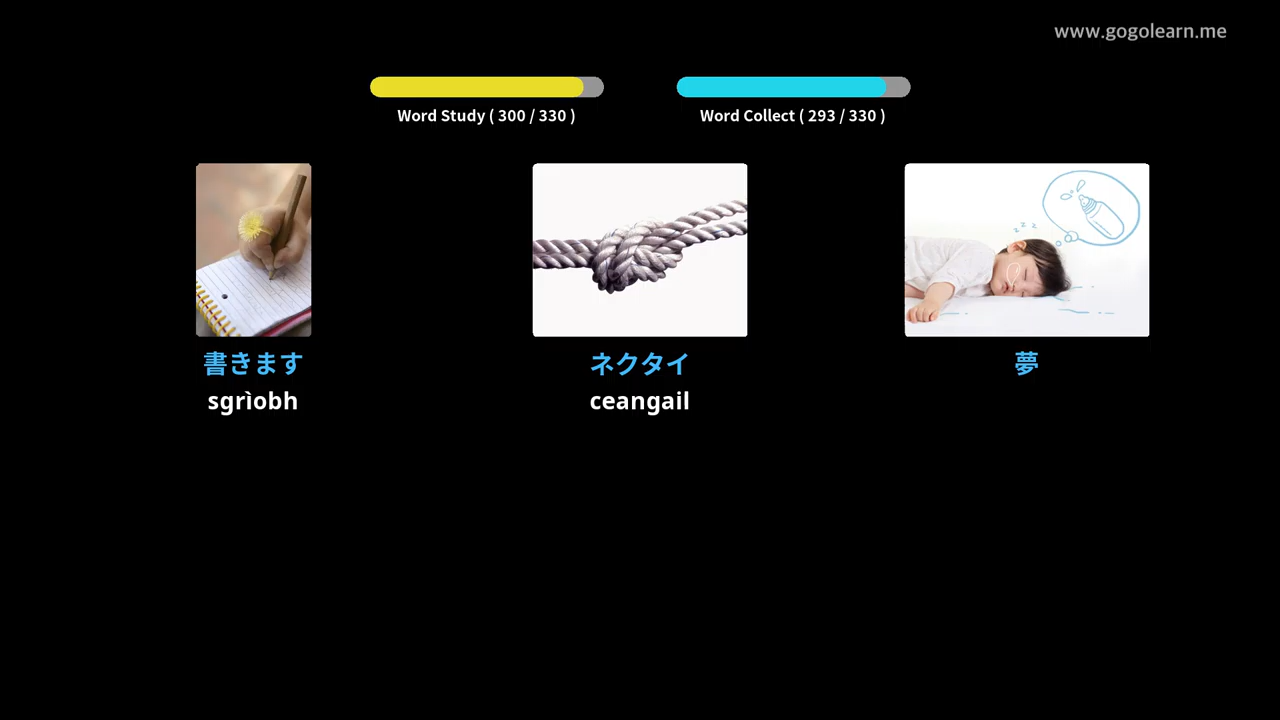 www.gogolearn.me
Word Study ( 300 / 330 )
Word Collect ( 293 / 330 )
書きます
ネクタイ
夢
sgrìobh
ceangail